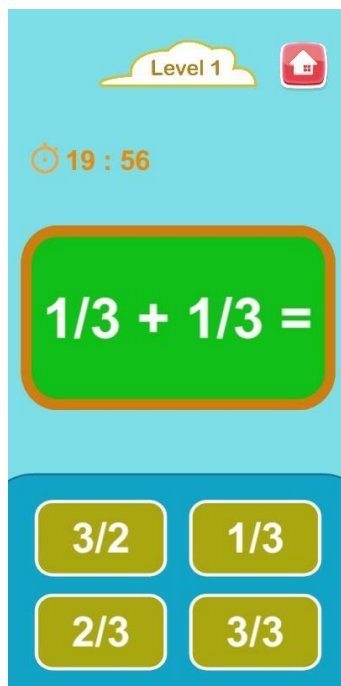 Level 1
19 : 56
1/3 + 1/3 =
3/2 1/3
2/3 3/3